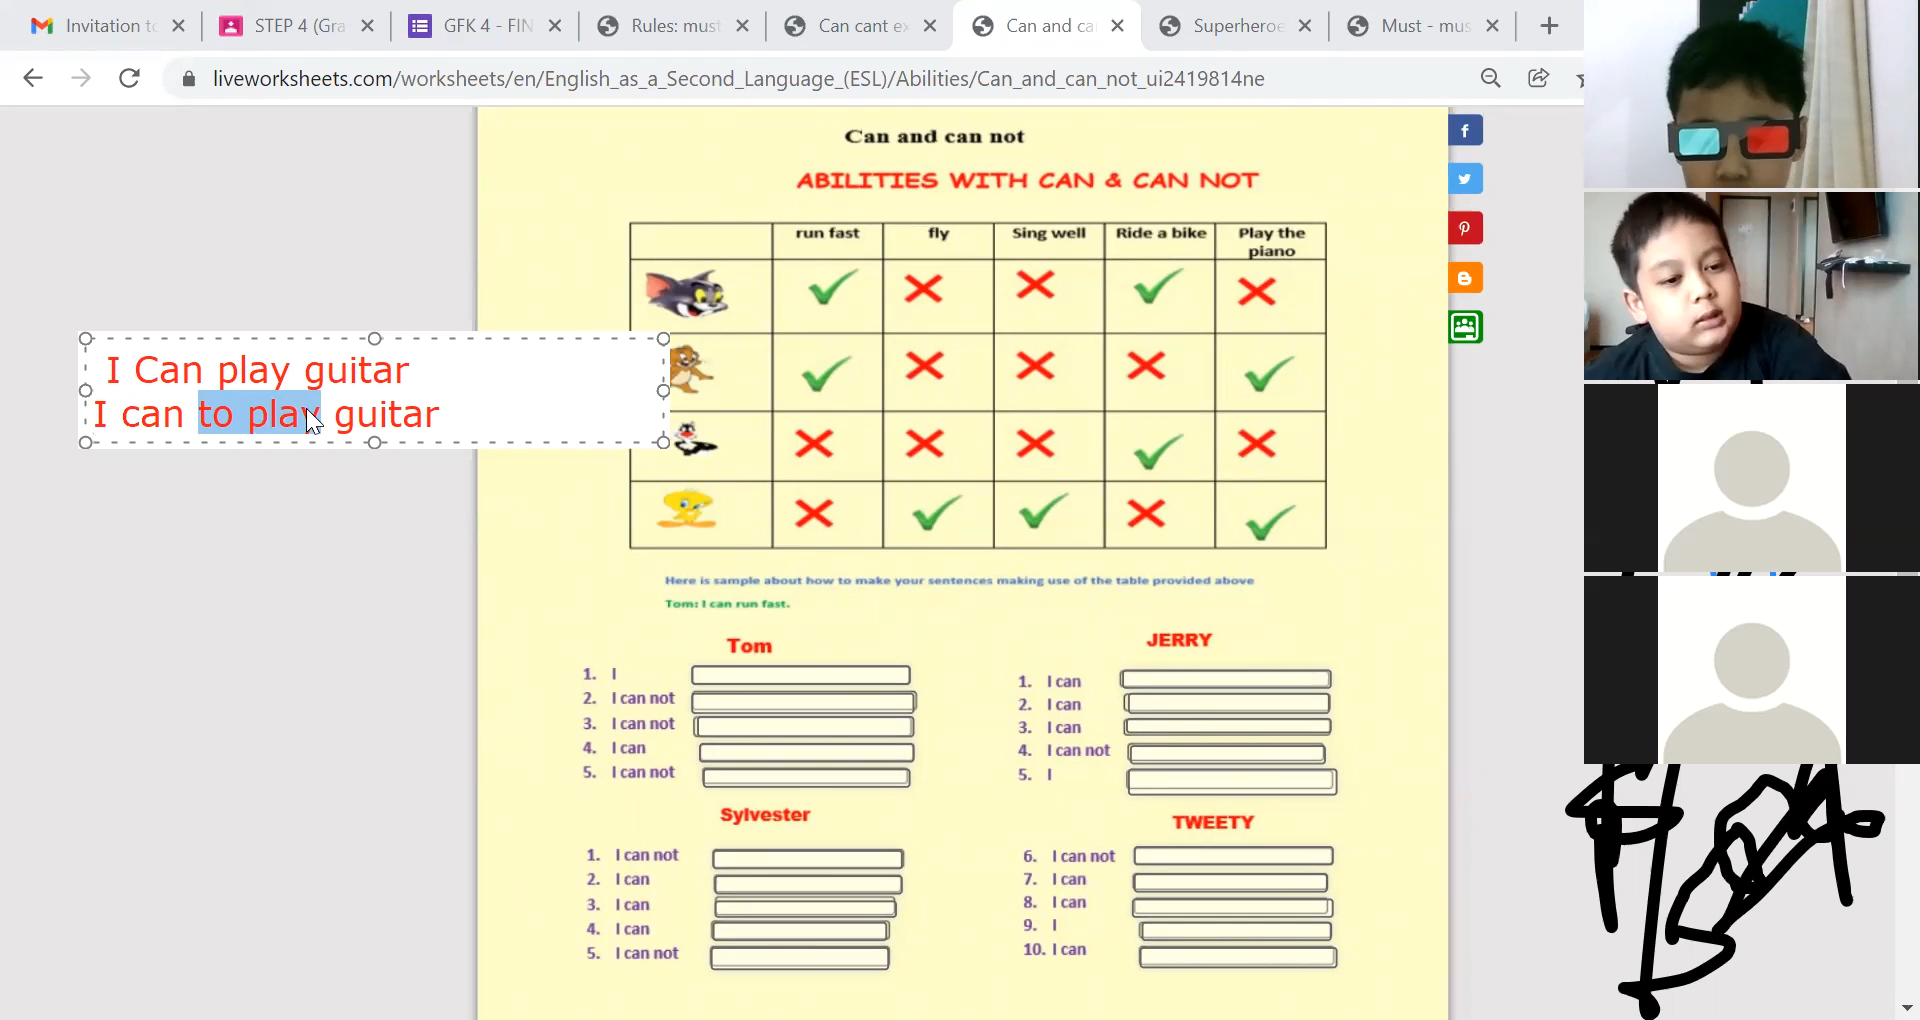 Invitation to
STEP 4 (Gra
GFK 4 - FIN
Rules: must
Can cant ex
Can and ca
Superheroe
Must - mus
liveworksheets.com/worksheets/en/English_as_a_Second_Language_(ESL)/Abilities/Can_and_can_not_ui2419814ne
Can and can not
ABILITIES WITH CAN & CAN NOT
run fast fly Sing well Ride a bike Play the piano
I Can play guitar
I can to play guitar
Here is sample about how to make your sentences making use of the table provided above
Tom: I can run fast.
Tom
1. I
2. I can not
3. I can not
4. I can
5. I can not
JERRY
1. I can
2. I can
3. I can
4. I can not
5. I
Sylvester
1. I can not
2. I can
3. I can
4. I can
5. I can not
TWEETY
6. I can not
7. I can
8. I can
9. I
10. I can